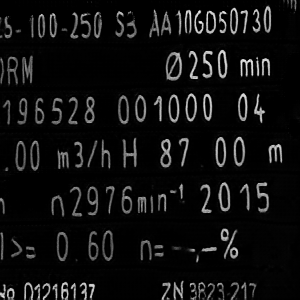 -100-250 S3 AA10GD50730
ORM Ø250 min
196528 001000 04
.00 m3/h H 87.00 m
n2976min⁻¹ 2015
>= 0.60 n=--,-%
No 01216137 ZN 3823.217